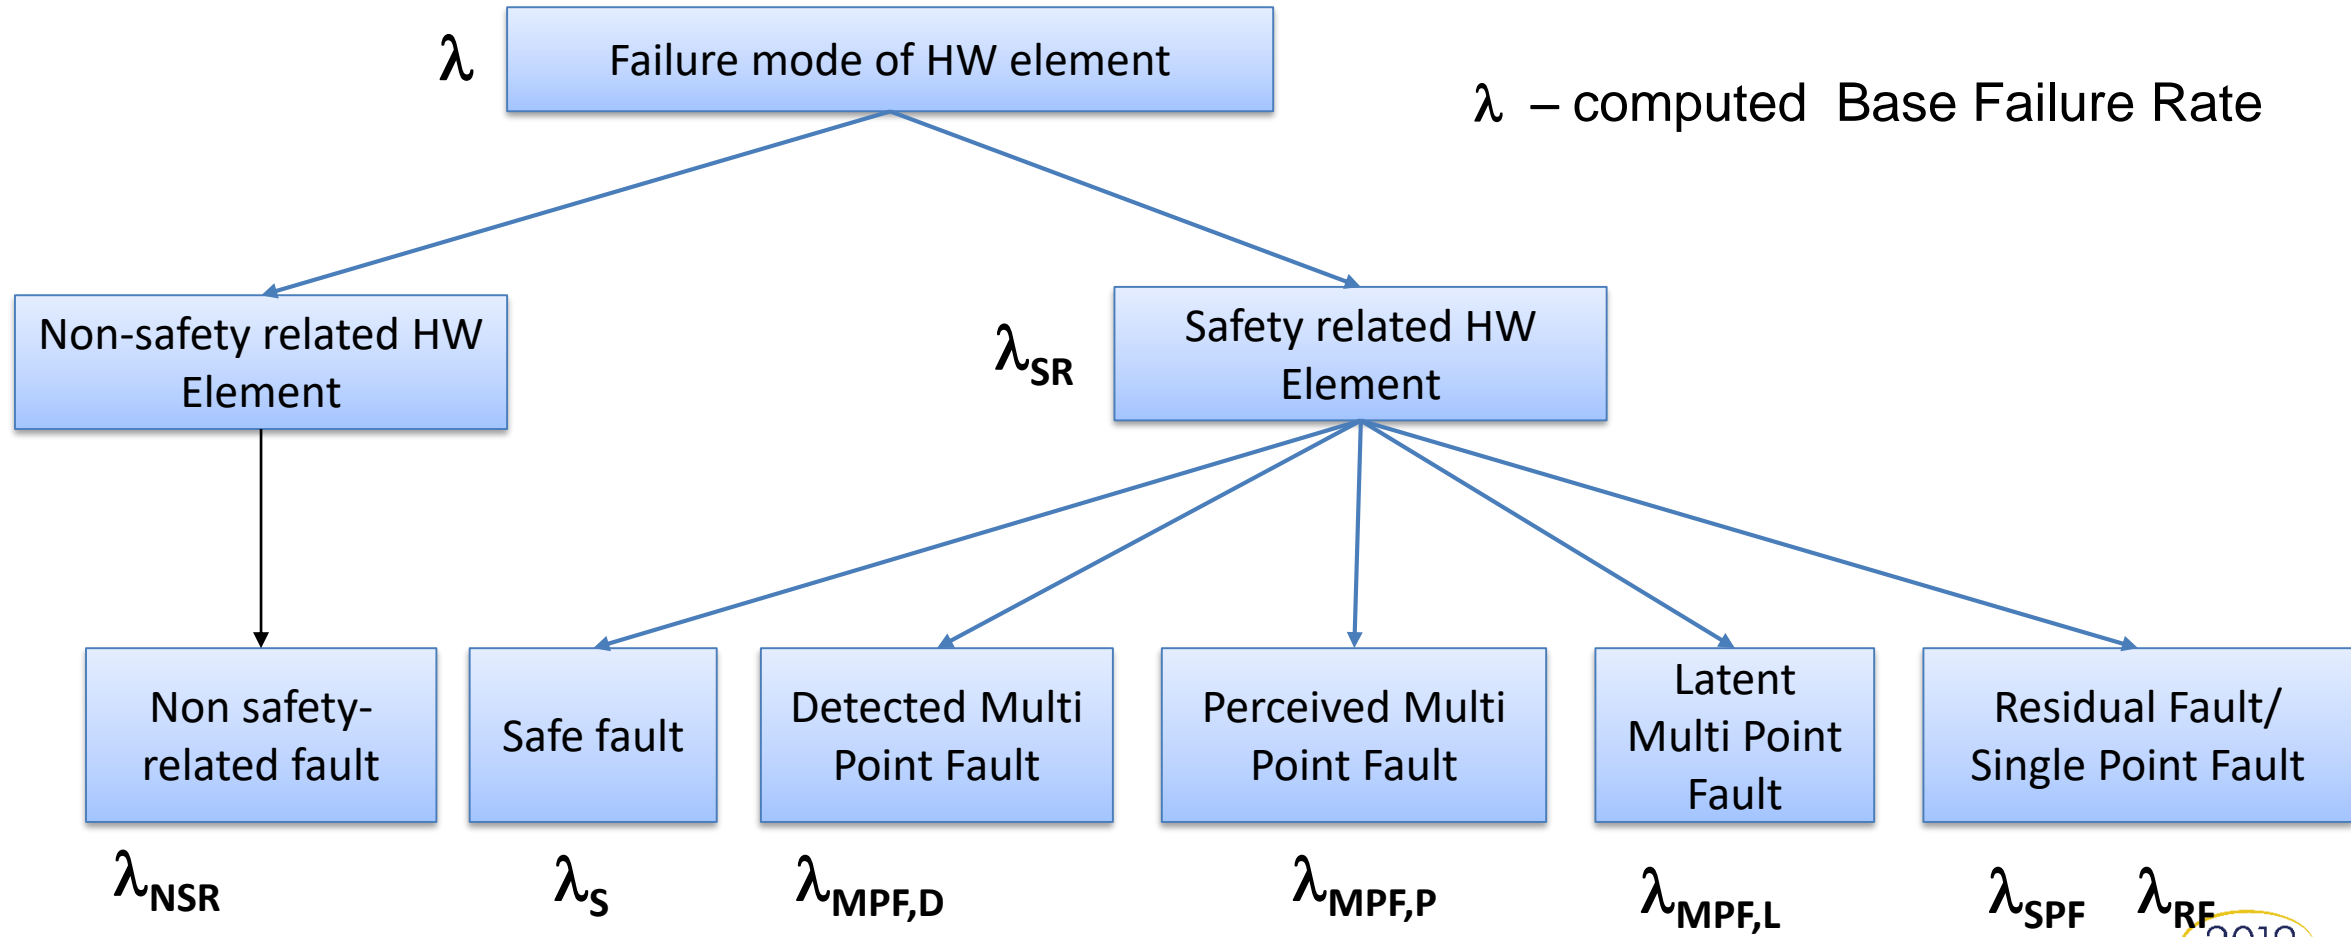 λ
Failure mode of HW element
λ – computed Base Failure Rate
Non-safety related HW
Element
λSR
Safety related HW
Element
Non safety-
related fault
Safe fault
Detected Multi
Point Fault
Perceived Multi
Point Fault
Latent
Multi Point
Fault
Residual Fault/
Single Point Fault
λNSR
λS
λMPF,D
λMPF,P
λMPF,L
λSPF
λRF
2018